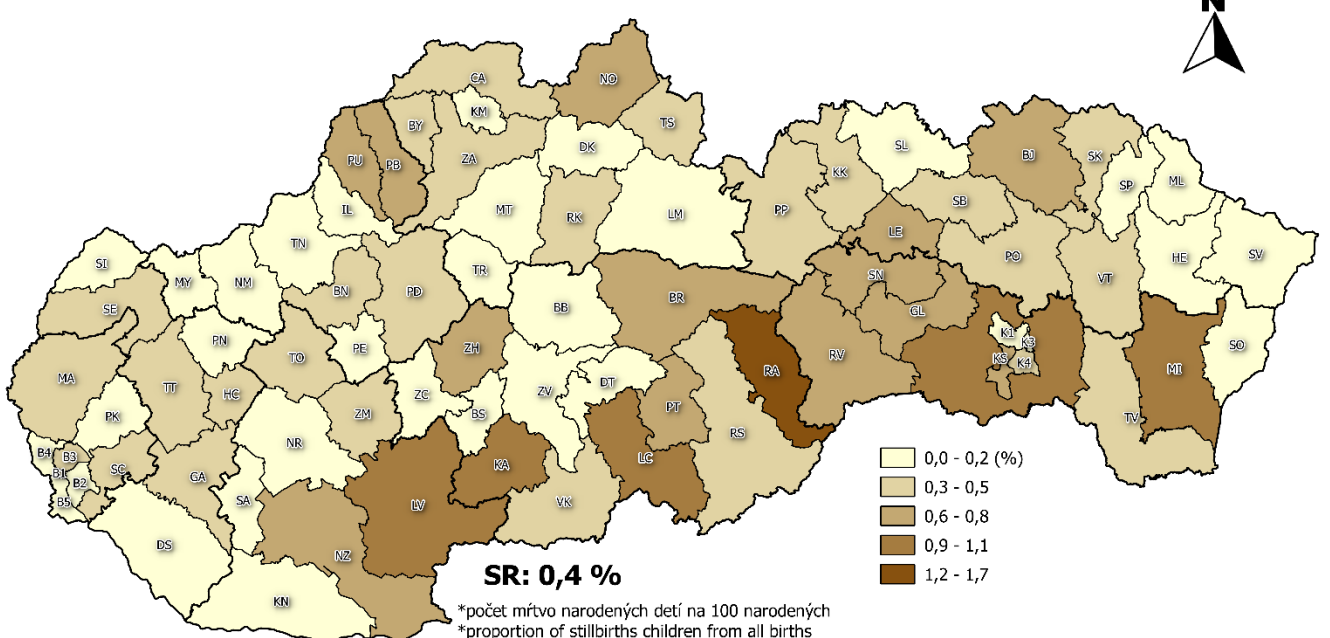 N
CA
NO
KM
BY
TS
PU
PB
ZA
DK
SL
BJ
SK
KK
SP
ML
IL
MT
RK
LM
PP
SB
LE
TN
PO
HE
SV
SI
MY
NM
BN
PD
TR
SN
VT
SE
BB
BR
GL
PN
TO
PE
ZH
K1
K3
RV
KS
K4
SO
MA
TT
HC
RA
MI
PK
ZM
ZC
BS
ZV
DT
PT
TV
RS
NR
B4
B3
B1
B2
B5
SC
GA
KA
LC
SA
LV
VK
DS
NZ
KN
0,0 - 0,2 (%)
0,3 - 0,5
0,6 - 0,8
0,9 - 1,1
1,2 - 1,7
SR: 0,4 %
*počet mŕtvo narodených detí na 100 narodených
*proportion of stillbirths children from all births